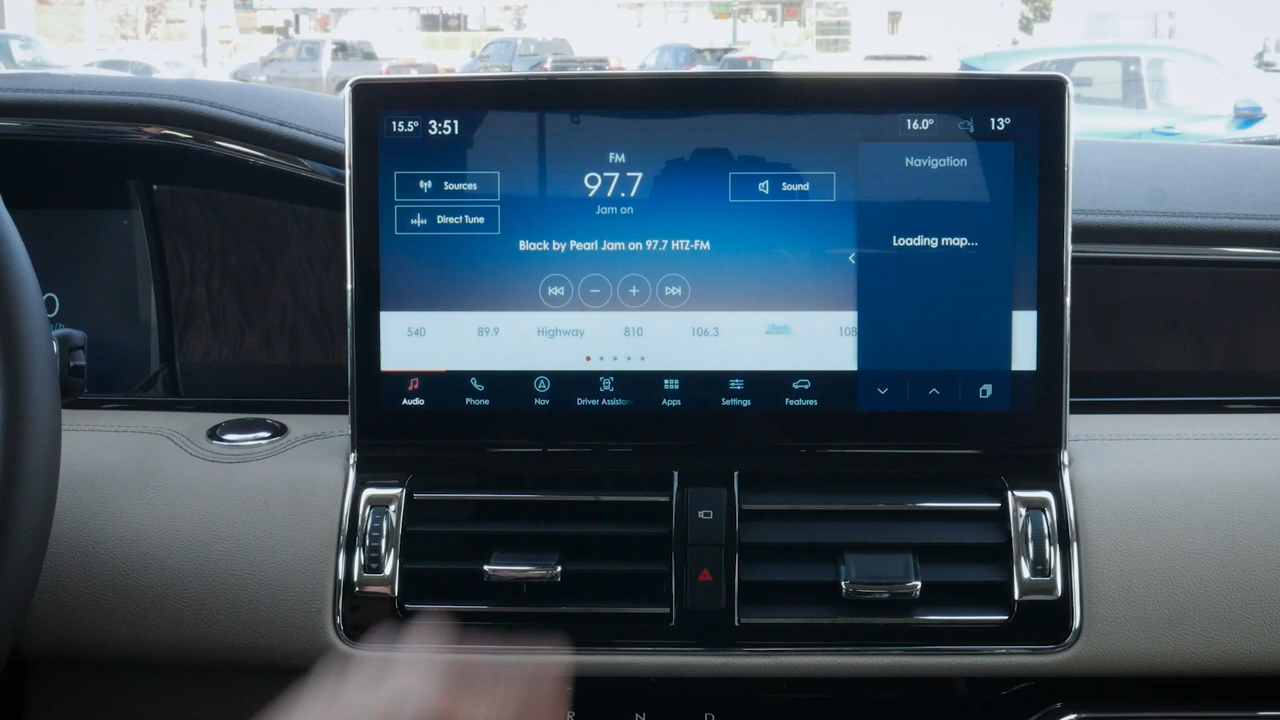 15.5° 3:51
16.0° 13°
FM
97.7
Jam on
Sources
Direct Tune
Sound
Black by Pearl Jam on 97.7 HTZ-FM
Navigation
Loading map...
540 89.9 Highway 810 106.3 108
Audio Phone Nav Driver Assistan Apps Settings Features
R N D